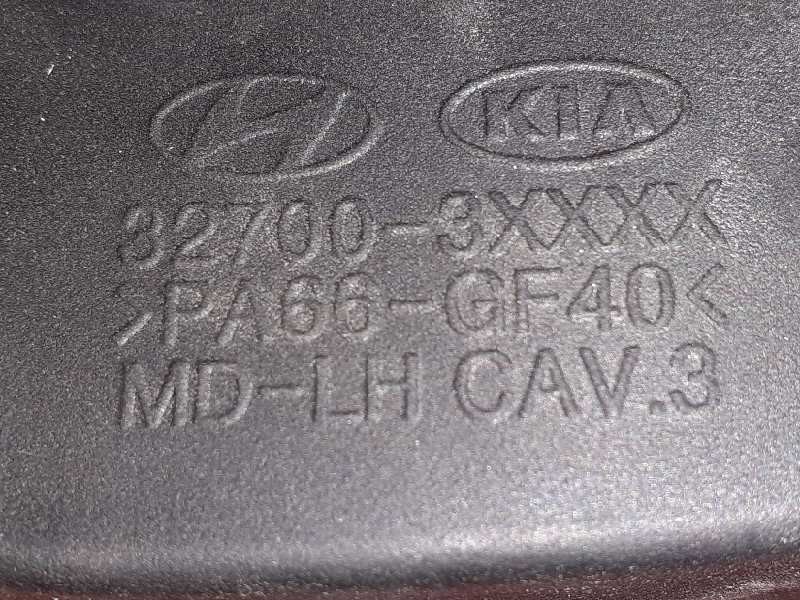 KIA
32700-3XXXX
>PA66-GF40<
MD-LH CAV.3